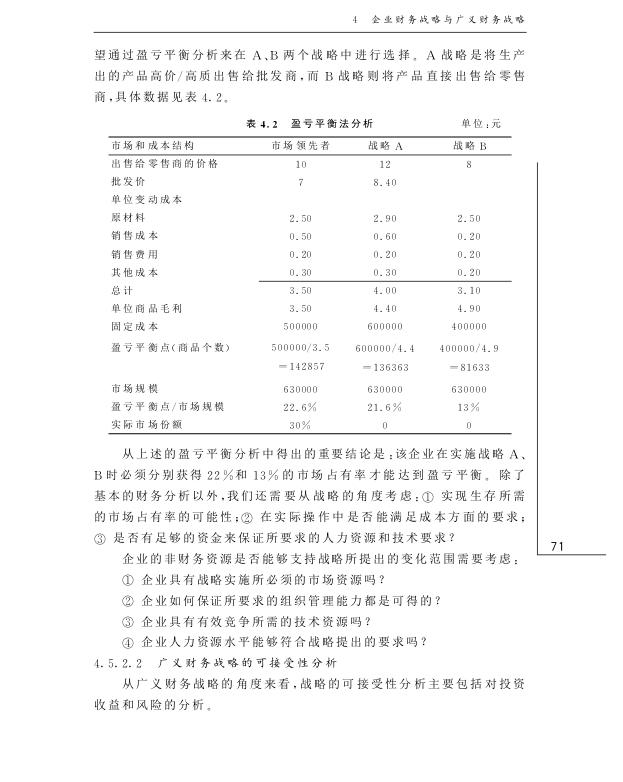 4 企业财务战略与广义财务战略
望通过盈亏平衡分析来在 A、B 两个战略中进行选择。A 战略是将生产
出的产品高价/高质出售给批发商,而 B 战略则将产品直接出售给零售
商,具体数据见表 4.2。
表 4.2 盈亏平衡法分析 单位:元
市场和成本结构 市场领先者 战略 A 战略 B
出售给零售商的价格 10 12 8
批发价 7 8.40
单位变动成本
原材料 2.50 2.90 2.50
销售成本 0.50 0.60 0.20
销售费用 0.20 0.20 0.20
其他成本 0.30 0.30 0.20
总计 3.50 4.00 3.10
单位商品毛利 3.50 4.40 4.90
固定成本 500000 600000 400000
盈亏平衡点(商品个数) 500000/3.5 600000/4.4 400000/4.9
=142857 =136363 =81633
市场规模 630000 630000 630000
盈亏平衡点/市场规模 22.6% 21.6% 13%
实际市场份额 30% 0 0
从上述的盈亏平衡分析中得出的重要结论是:该企业在实施战略 A、
B 时必须分别获得 22%和 13%的市场占有率才能达到盈亏平衡。除了
基本的财务分析以外,我们还需要从战略的角度考虑:① 实现生存所需
的市场占有率的可能性;② 在实际操作中是否能满足成本方面的要求;
③ 是否有足够的资金来保证所要求的人力资源和技术要求?
企业的非财务资源是否能够支持战略所提出的变化范围需要考虑:
① 企业具有战略实施所必须的市场资源吗?
② 企业如何保证所要求的组织管理能力都是可得的?
③ 企业具有有效竞争所需的技术资源吗?
④ 企业人力资源水平能够符合战略提出的要求吗?
4.5.2.2 广义财务战略的可接受性分析
从广义财务战略的角度来看,战略的可接受性分析主要包括对投资
收益和风险的分析。
71